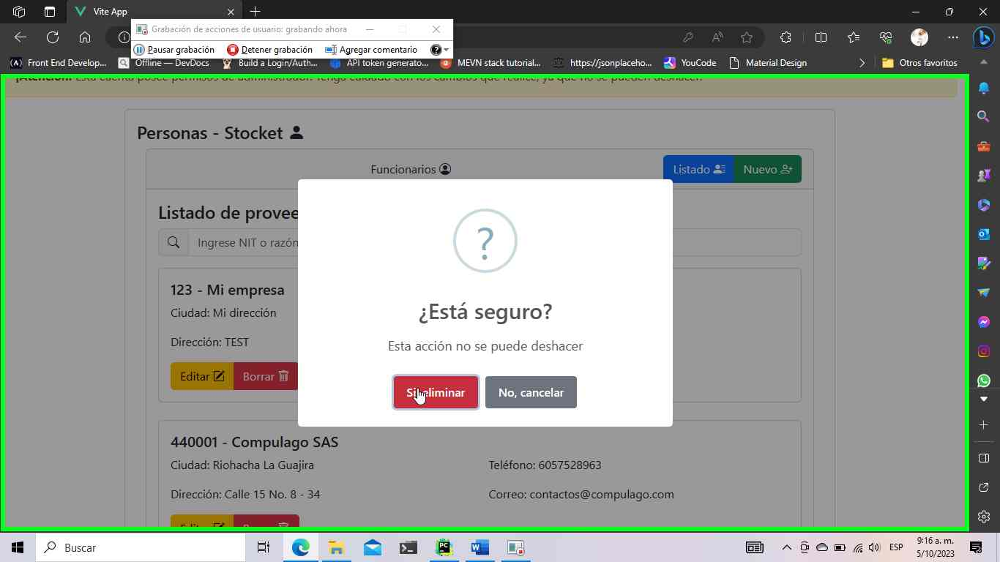 Vite App
Grabación de acciones de usuario: grabando ahora
Pausar grabación
Detener grabación
Agregar comentario
Front End Develop...
Offline — DevDocs
Build a Login/Auth...
API token generato...
MEVN stack tutorial...
https://jsonplaceho...
YouCode
Material Design
Otros favoritos
¡Atención! Esta cuenta posee permisos de administrador. Tenga cuidado con los cambios que realice, ya que no se pueden deshacer.
Personas - Stocket
Funcionarios
Listado
Nuevo
Listado de provee
Ingrese NIT o razón
123 - Mi empresa
Ciudad: Mi dirección
Dirección: TEST
Editar
Borrar
?
¿Está seguro?
Esta acción no se puede deshacer
Si, eliminar
No, cancelar
440001 - Compulago SAS
Ciudad: Riohacha La Guajira
Teléfono: 6057528963
Dirección: Calle 15 No. 8 - 34
Correo: contactos@compulago.com
Editar
Borrar
Buscar
ESP
9:16 a. m.
5/10/2023